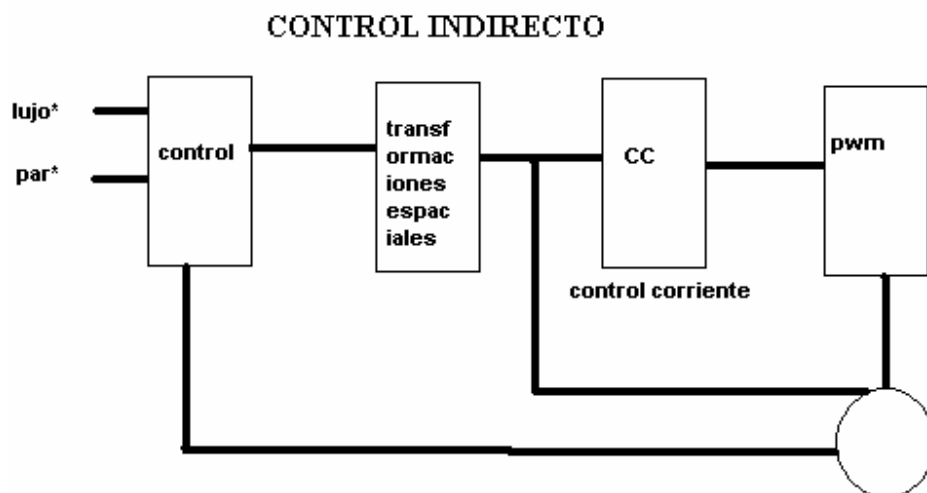 CONTROL INDIRECTO
lujo*
par*
control
transf
ormac
iones
espac
iales
CC
control corriente
pwm